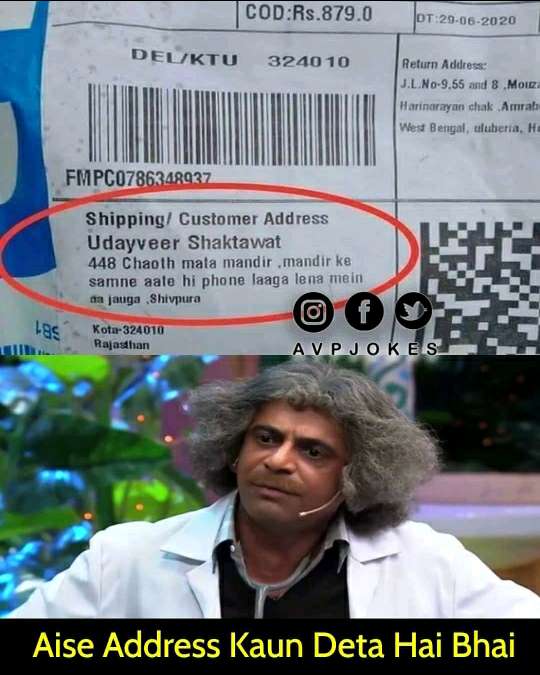 COD:Rs.879.0
DT:29-06-2020
DEL/KTU 324010
Return Address:
J.L.No-9,55 and 8 ,Mouz
Harinarayan chak ,Amrab
West Bengal, uluberia, H
FMPC0786348937
Shipping/ Customer Address
Udayveer Shaktawat
448 Chaoth mata mandir ,mandir ke
samne aate hi phone laaga lena mein
aa jauga ,Shivpura
Kota-324010
Rajasthan
AVPJOKES
Aise Address Kaun Deta Hai Bhai